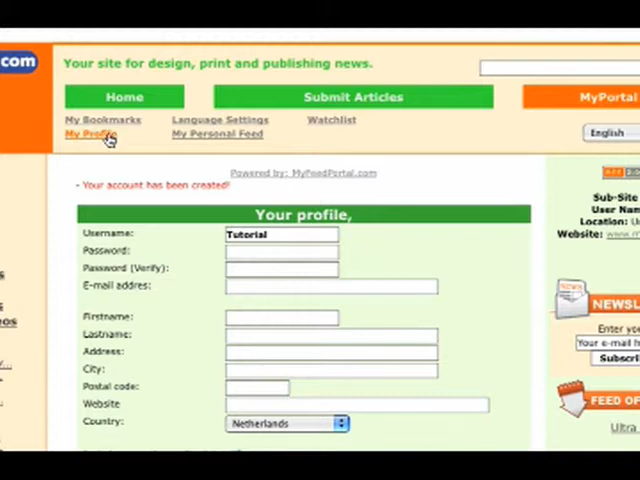 com
Your site for design, print and publishing news.
Home Submit Articles MyPortal
My Bookmarks Language Settings Watchlist
My Profile My Personal Feed
English
Powered by: MyFeedPortal.com
- Your account has been created!
Your profile,
Username: Tutorial
Password:
Password (Verify):
E-mail addres:
Firstname:
Lastname:
Address:
City:
Postal code:
Website
Country: Netherlands
Sub-Site
User Nam
Location: U
Website: www.m
NEWS
NEWSL
Enter you
Your e-mail h
Subscri
FEED OF
Ultra